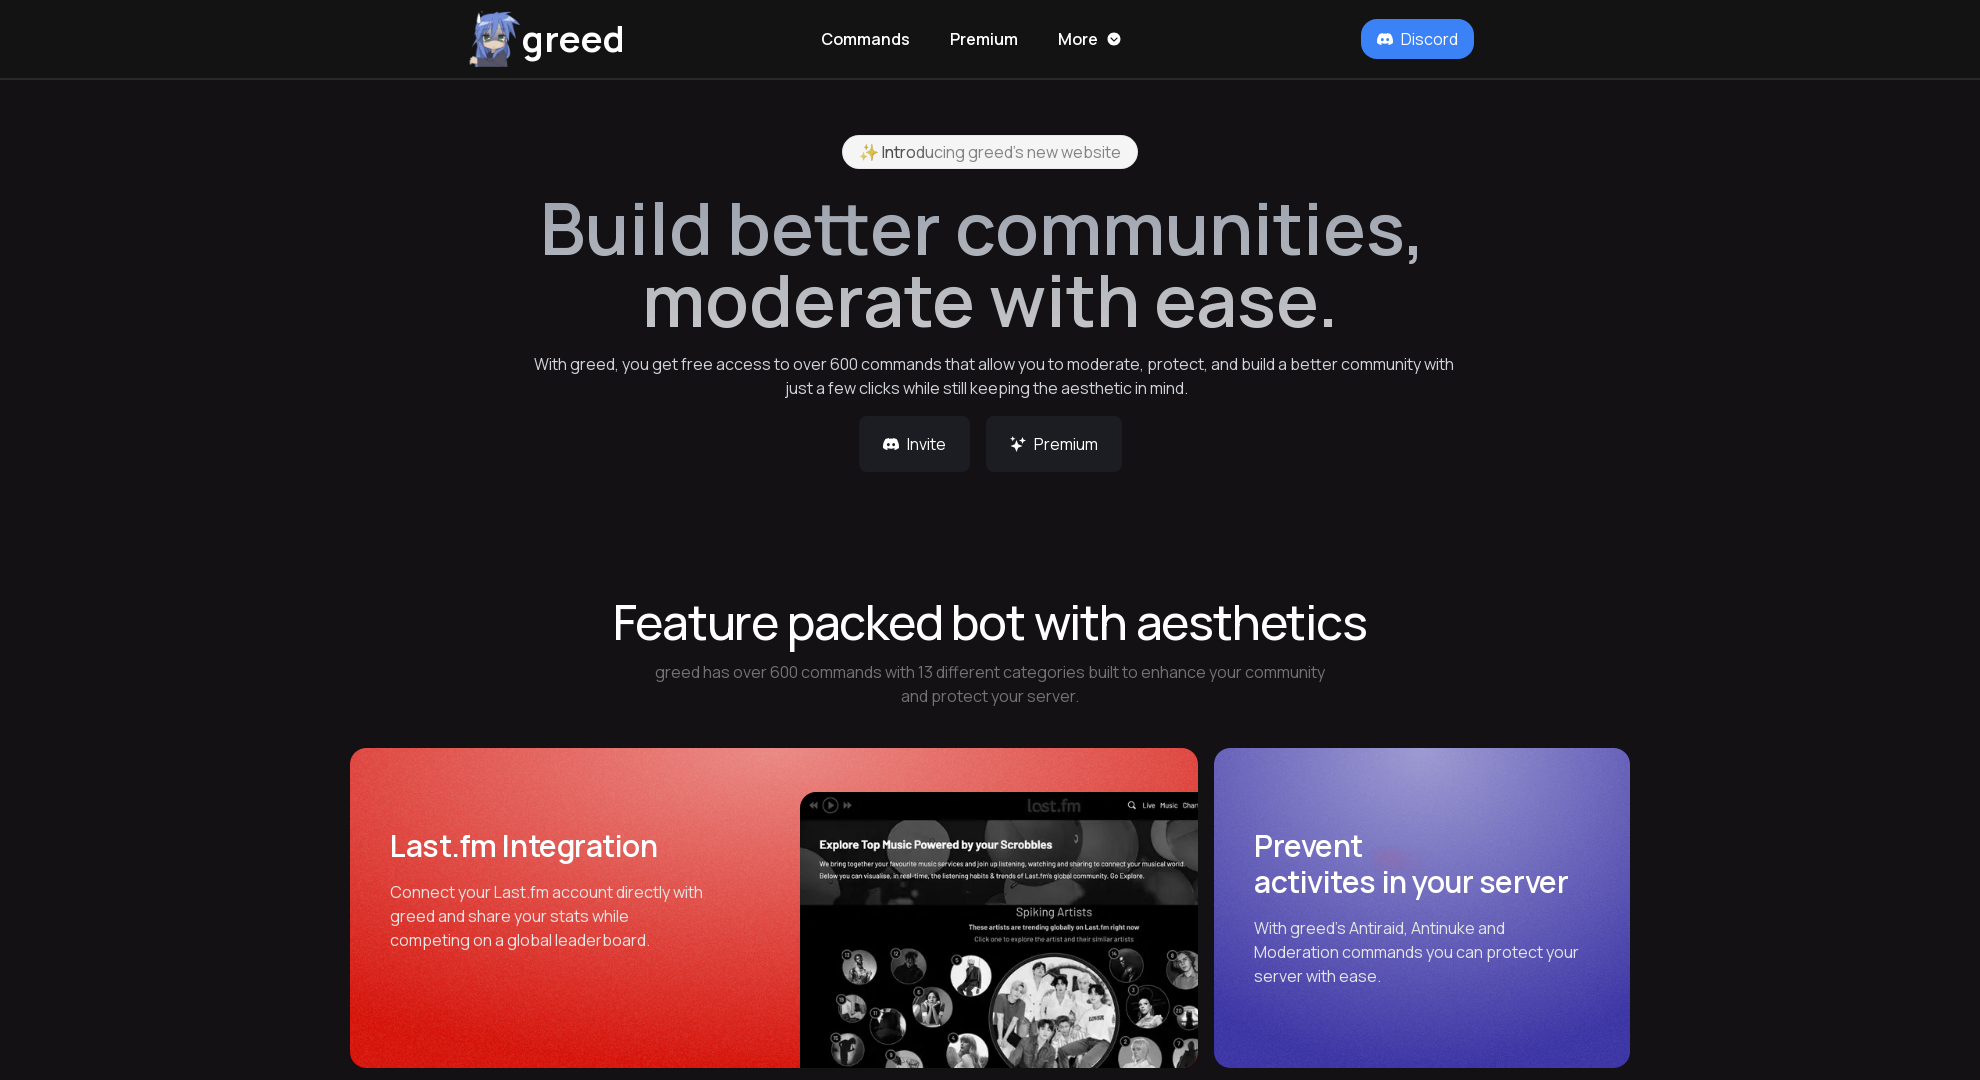 greed
Commands
Premium
More
Discord
✨ Introducing greed's new website
Build better communities,
moderate with ease.
With greed, you get free access to over 600 commands that allow you to moderate, protect, and build a better community with
just a few clicks while still keeping the aesthetic in mind.
Invite
Premium
Feature packed bot with aesthetics
greed has over 600 commands with 13 different categories built to enhance your community
and protect your server.
Last.fm Integration
Connect your Last.fm account directly with
greed and share your stats while
competing on a global leaderboard.
last.fm
Live Music Char
Explore Top Music Powered by your Scrobbles
We bring together your favourite music services and join up listening, watching and sharing to connect your musical world.
Below you can visualise, in real-time, the listening habits & trends of Last.fm's global community. Go Explore.
Spiking Artists
These artists are trending globally on Last.fm right now
Click one to explore the artist and their similar artists
Prevent
activites in your server
With greed's Antiraid, Antinuke and
Moderation commands you can protect your
server with ease.